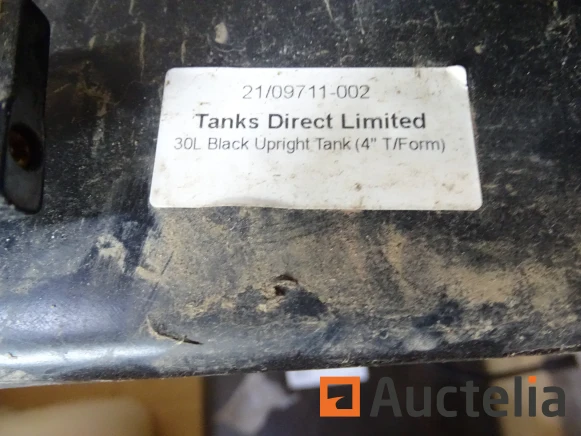 21/09711-002
Tanks Direct Limited
30L Black Upright Tank (4" T/Form)
Auctelia